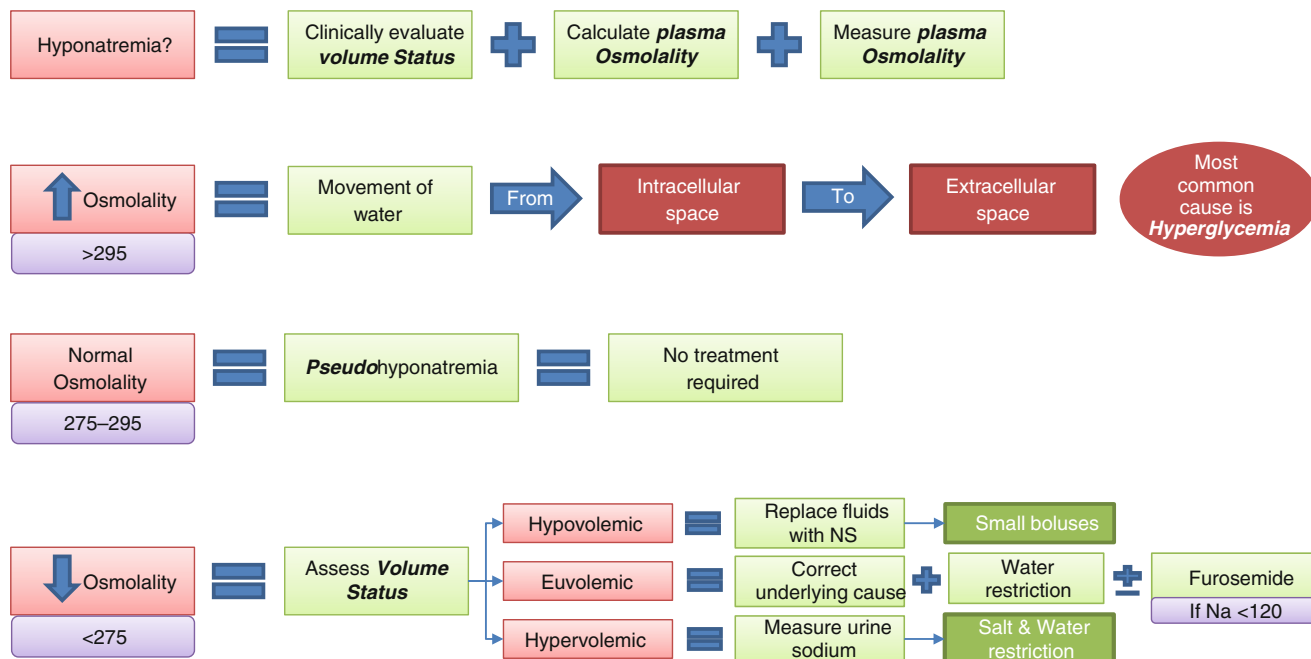 Hyponatremia?
Clinically evaluate
volume Status
Calculate plasma
Osmolality
Measure plasma
Osmolality
Osmolality
>295
Movement of
water
From
Intracellular
space
To
Extracellular
space
Most
common
cause is
Hyperglycemia
Normal
Osmolality
275–295
Pseudohyponatremia
No treatment
required
Osmolality
<275
Assess Volume
Status
Hypovolemic
Replace fluids
with NS
Small boluses
Euvolemic
Correct
underlying cause
Water
restriction
Furosemide
If Na <120
Hypervolemic
Measure urine
sodium
Salt & Water
restriction